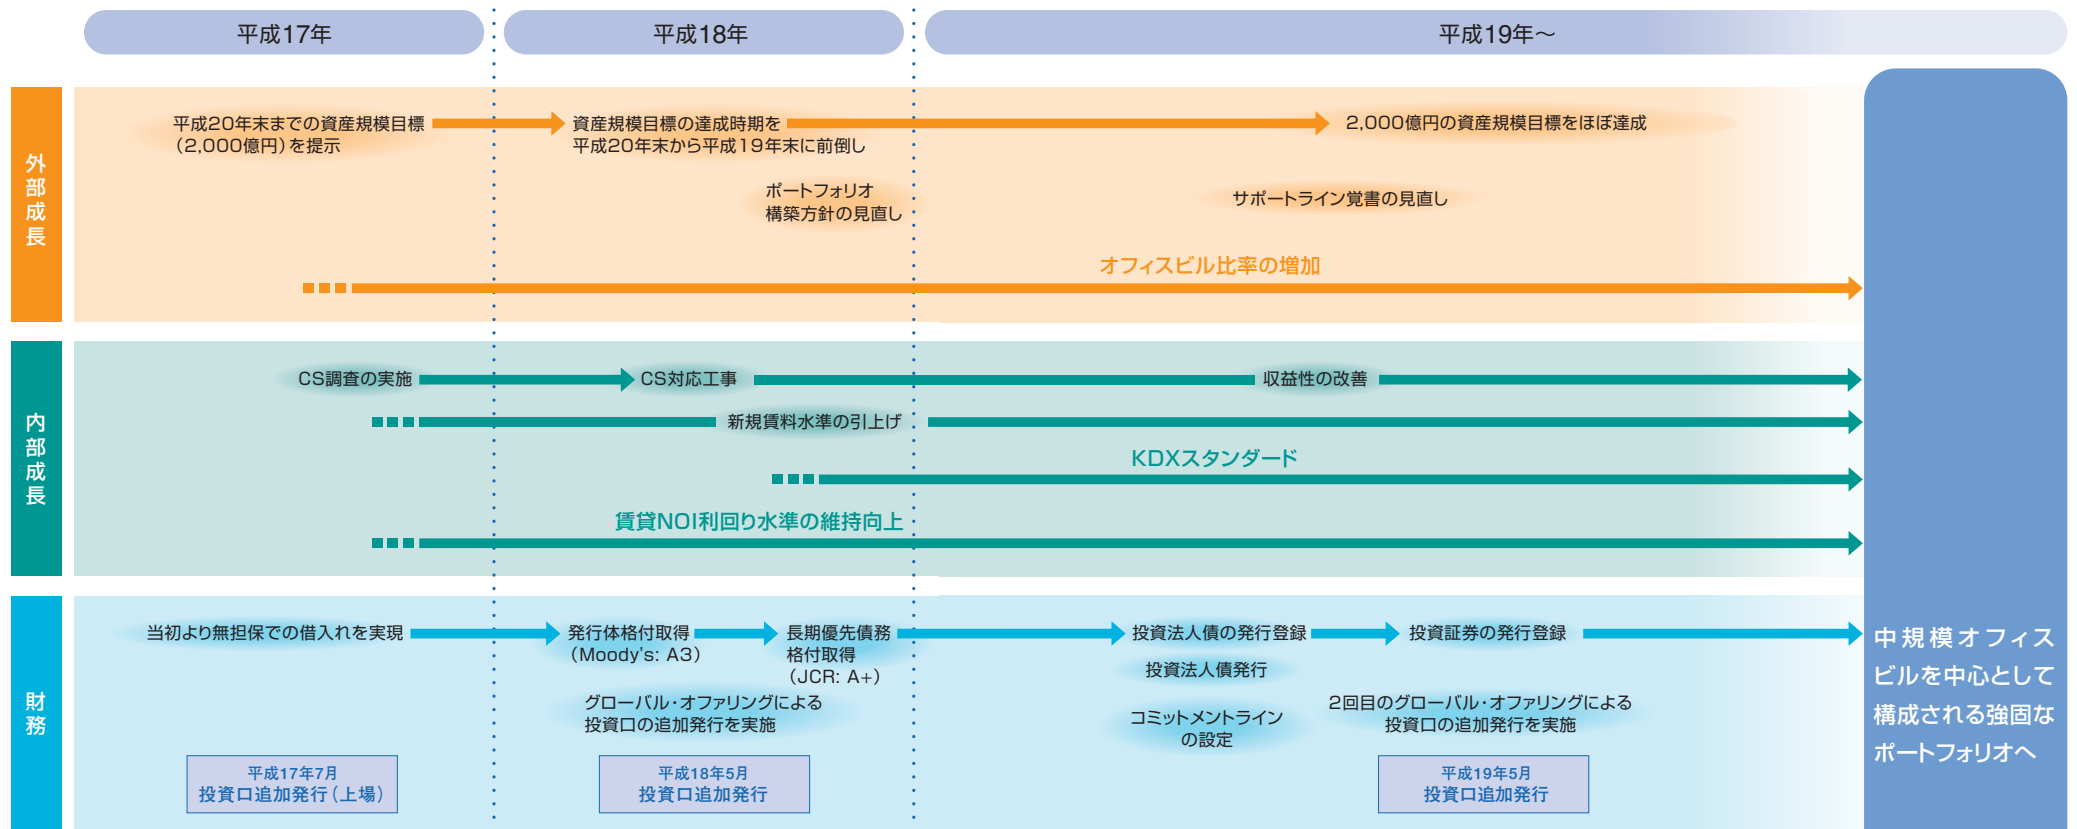 平成17年
平成18年
平成19年～
外部成長
平成20年末までの資産規模目標
（2,000億円）を提示
資産規模目標の達成時期を
平成20年末から平成19年末に前倒し
2,000億円の資産規模目標をほぼ達成
ポートフォリオ
構築方針の見直し
サポートライン覚書の見直し
オフィスビル比率の増加
内部成長
CS調査の実施
CS対応工事
収益性の改善
新規賃料水準の引上げ
KDXスタンダード
賃貸NOI利回り水準の維持向上
財務
当初より無担保での借入れを実現
発行体格付取得
（Moody's: A3）
長期優先債務
格付取得
（JCR: A+）
投資法人債の発行登録
投資証券の発行登録
投資法人債発行
グローバル・オファリングによる
投資口の追加発行を実施
コミットメントライン
の設定
2回目のグローバル・オファリングによる
投資口の追加発行を実施
平成17年7月
投資口追加発行（上場）
平成18年5月
投資口追加発行
平成19年5月
投資口追加発行
中規模オフィス
ビルを中心として
構成される強固な
ポートフォリオへ